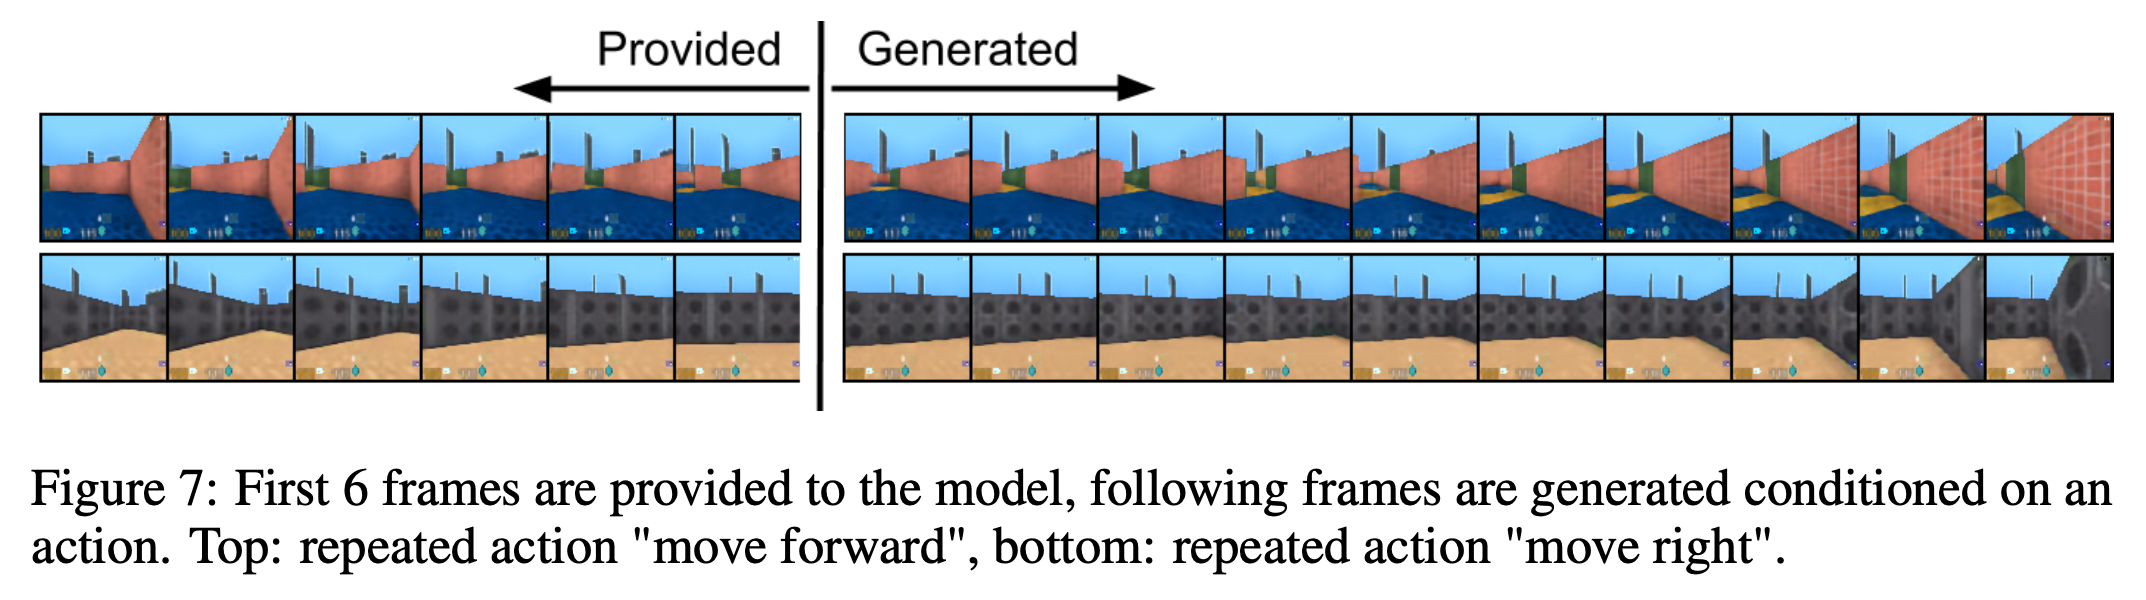 Provided Generated
Figure 7: First 6 frames are provided to the model, following frames are generated conditioned on an
action. Top: repeated action "move forward", bottom: repeated action "move right".